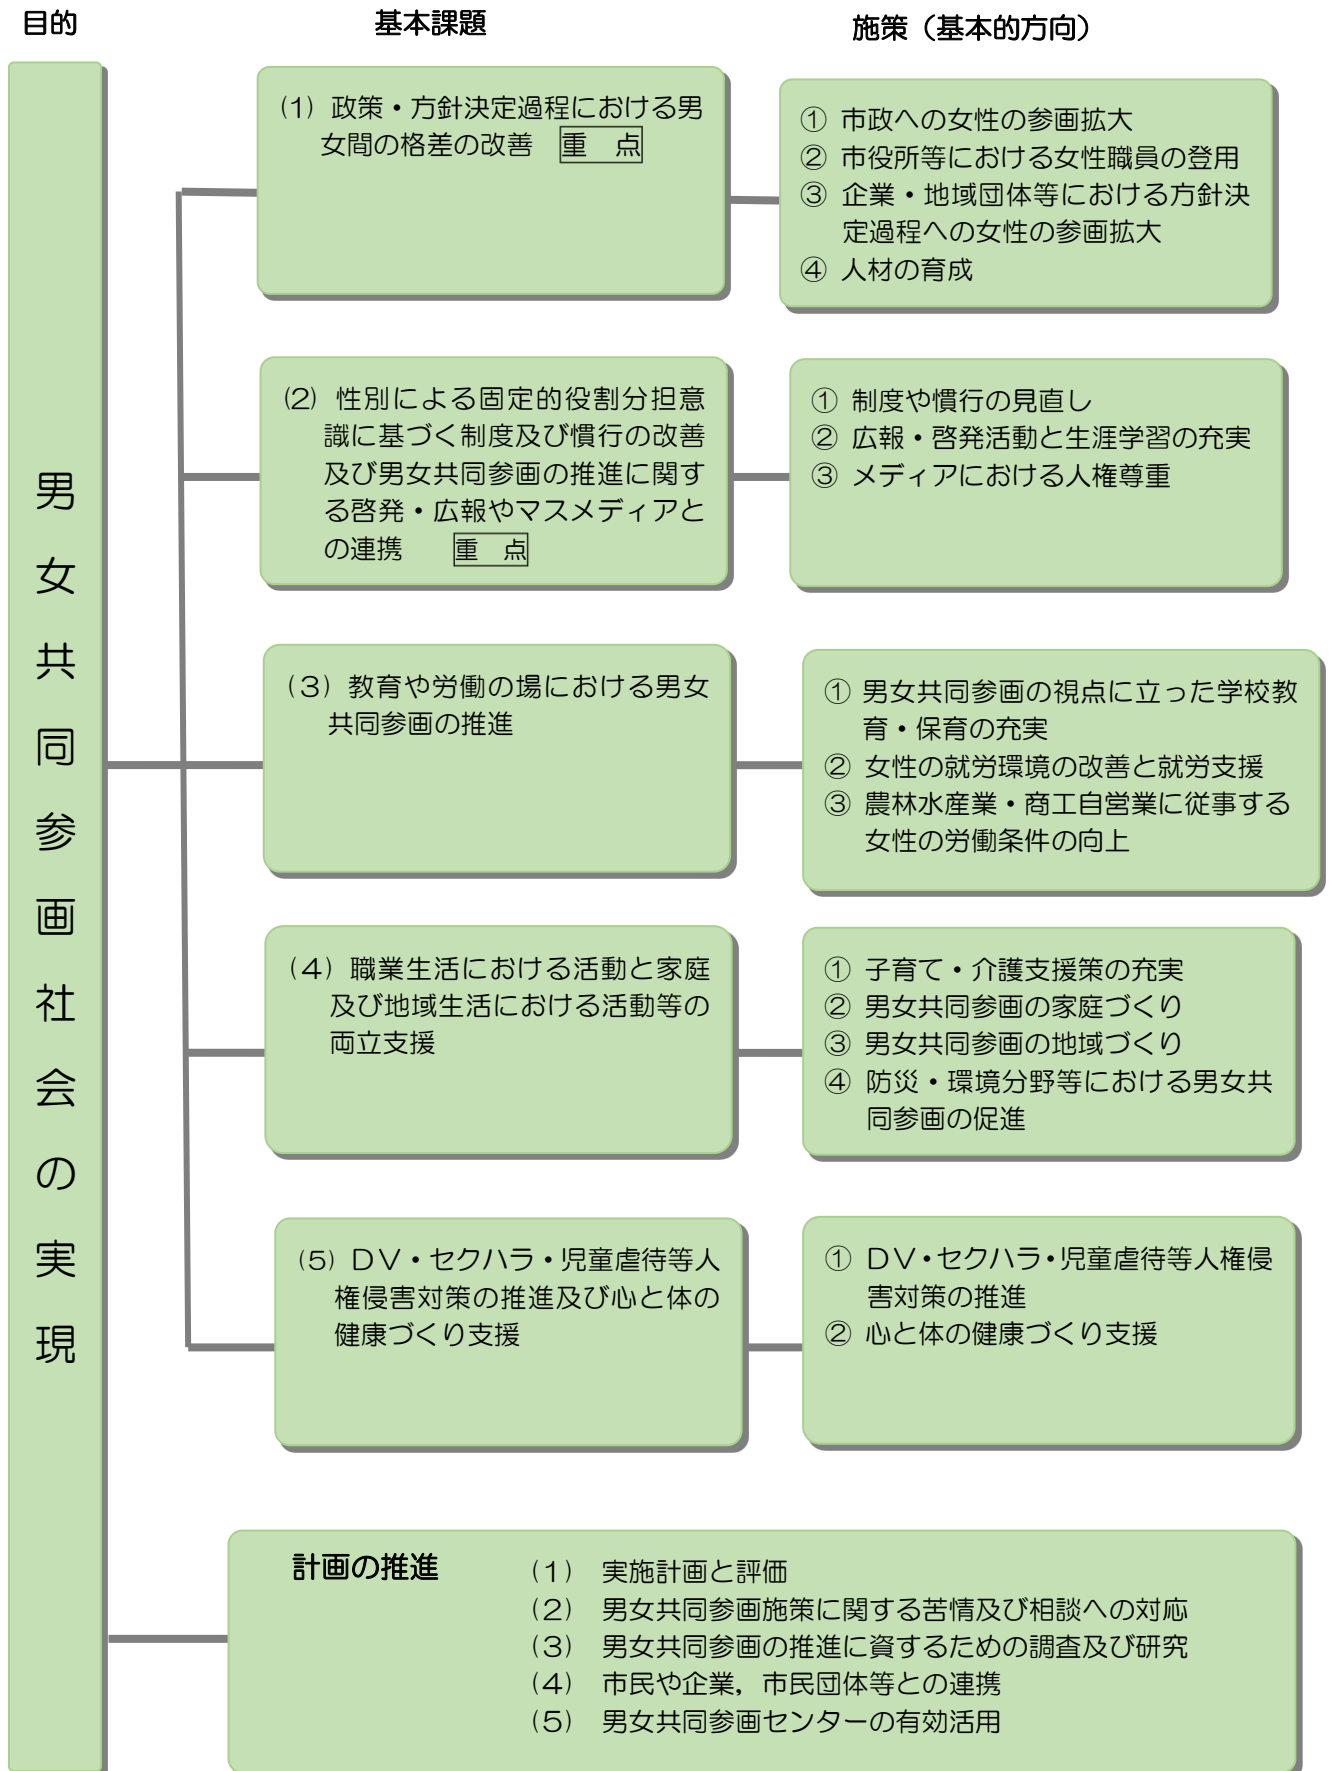 目的
基本課題
施策（基本的方向）
男女共同参画社会の実現
(1) 政策・方針決定過程における男
女間の格差の改善 重 点
① 市政への女性の参画拡大
② 市役所等における女性職員の登用
③ 企業・地域団体等における方針決
定過程への女性の参画拡大
④ 人材の育成
(2) 性別による固定的役割分担意
識に基づく制度及び慣行の改善
及び男女共同参画の推進に関す
る啓発・広報やマスメディアと
の連携 重 点
① 制度や慣行の見直し
② 広報・啓発活動と生涯学習の充実
③ メディアにおける人権尊重
(3) 教育や労働の場における男女
共同参画の推進
① 男女共同参画の視点に立った学校教
育・保育の充実
② 女性の就労環境の改善と就労支援
③ 農林水産業・商工自営業に従事する
女性の労働条件の向上
(4) 職業生活における活動と家庭
及び地域生活における活動等の
両立支援
① 子育て・介護支援策の充実
② 男女共同参画の家庭づくり
③ 男女共同参画の地域づくり
④ 防災・環境分野等における男女共
同参画の促進
(5) ＤＶ・セクハラ・児童虐待等人
権侵害対策の推進及び心と体の
健康づくり支援
① ＤＶ・セクハラ・児童虐待等人権侵
害対策の推進
② 心と体の健康づくり支援
計画の推進
(1) 実施計画と評価
(2) 男女共同参画施策に関する苦情及び相談への対応
(3) 男女共同参画の推進に資するための調査及び研究
(4) 市民や企業，市民団体等との連携
(5) 男女共同参画センターの有効活用